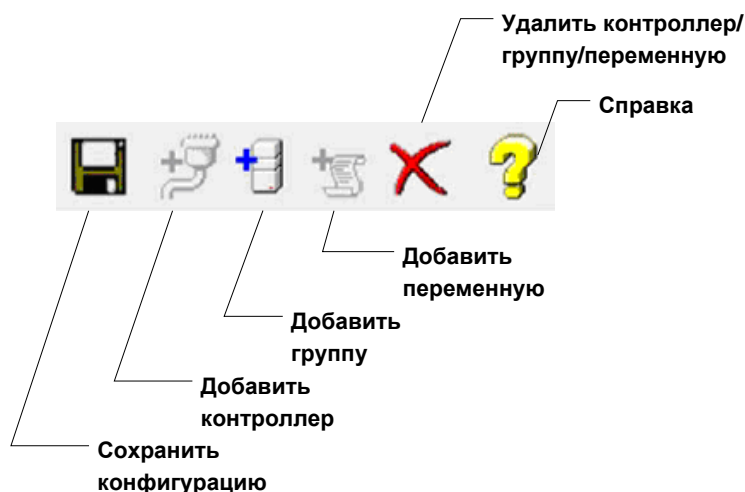 Удалить контроллер/
группу/переменную
Справка
Добавить
переменную
Добавить
группу
Добавить
контроллер
Сохранить
конфигурацию